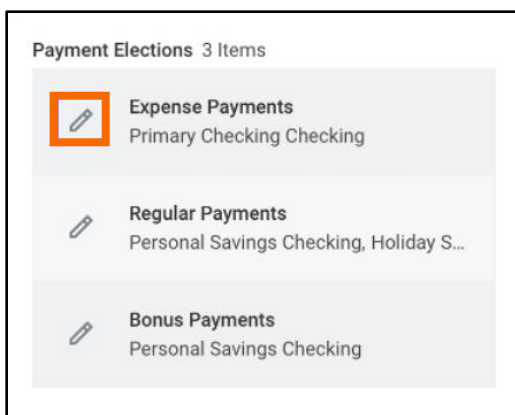 Payment Elections 3 Items
Expense Payments
Primary Checking Checking
Regular Payments
Personal Savings Checking, Holiday S...
Bonus Payments
Personal Savings Checking